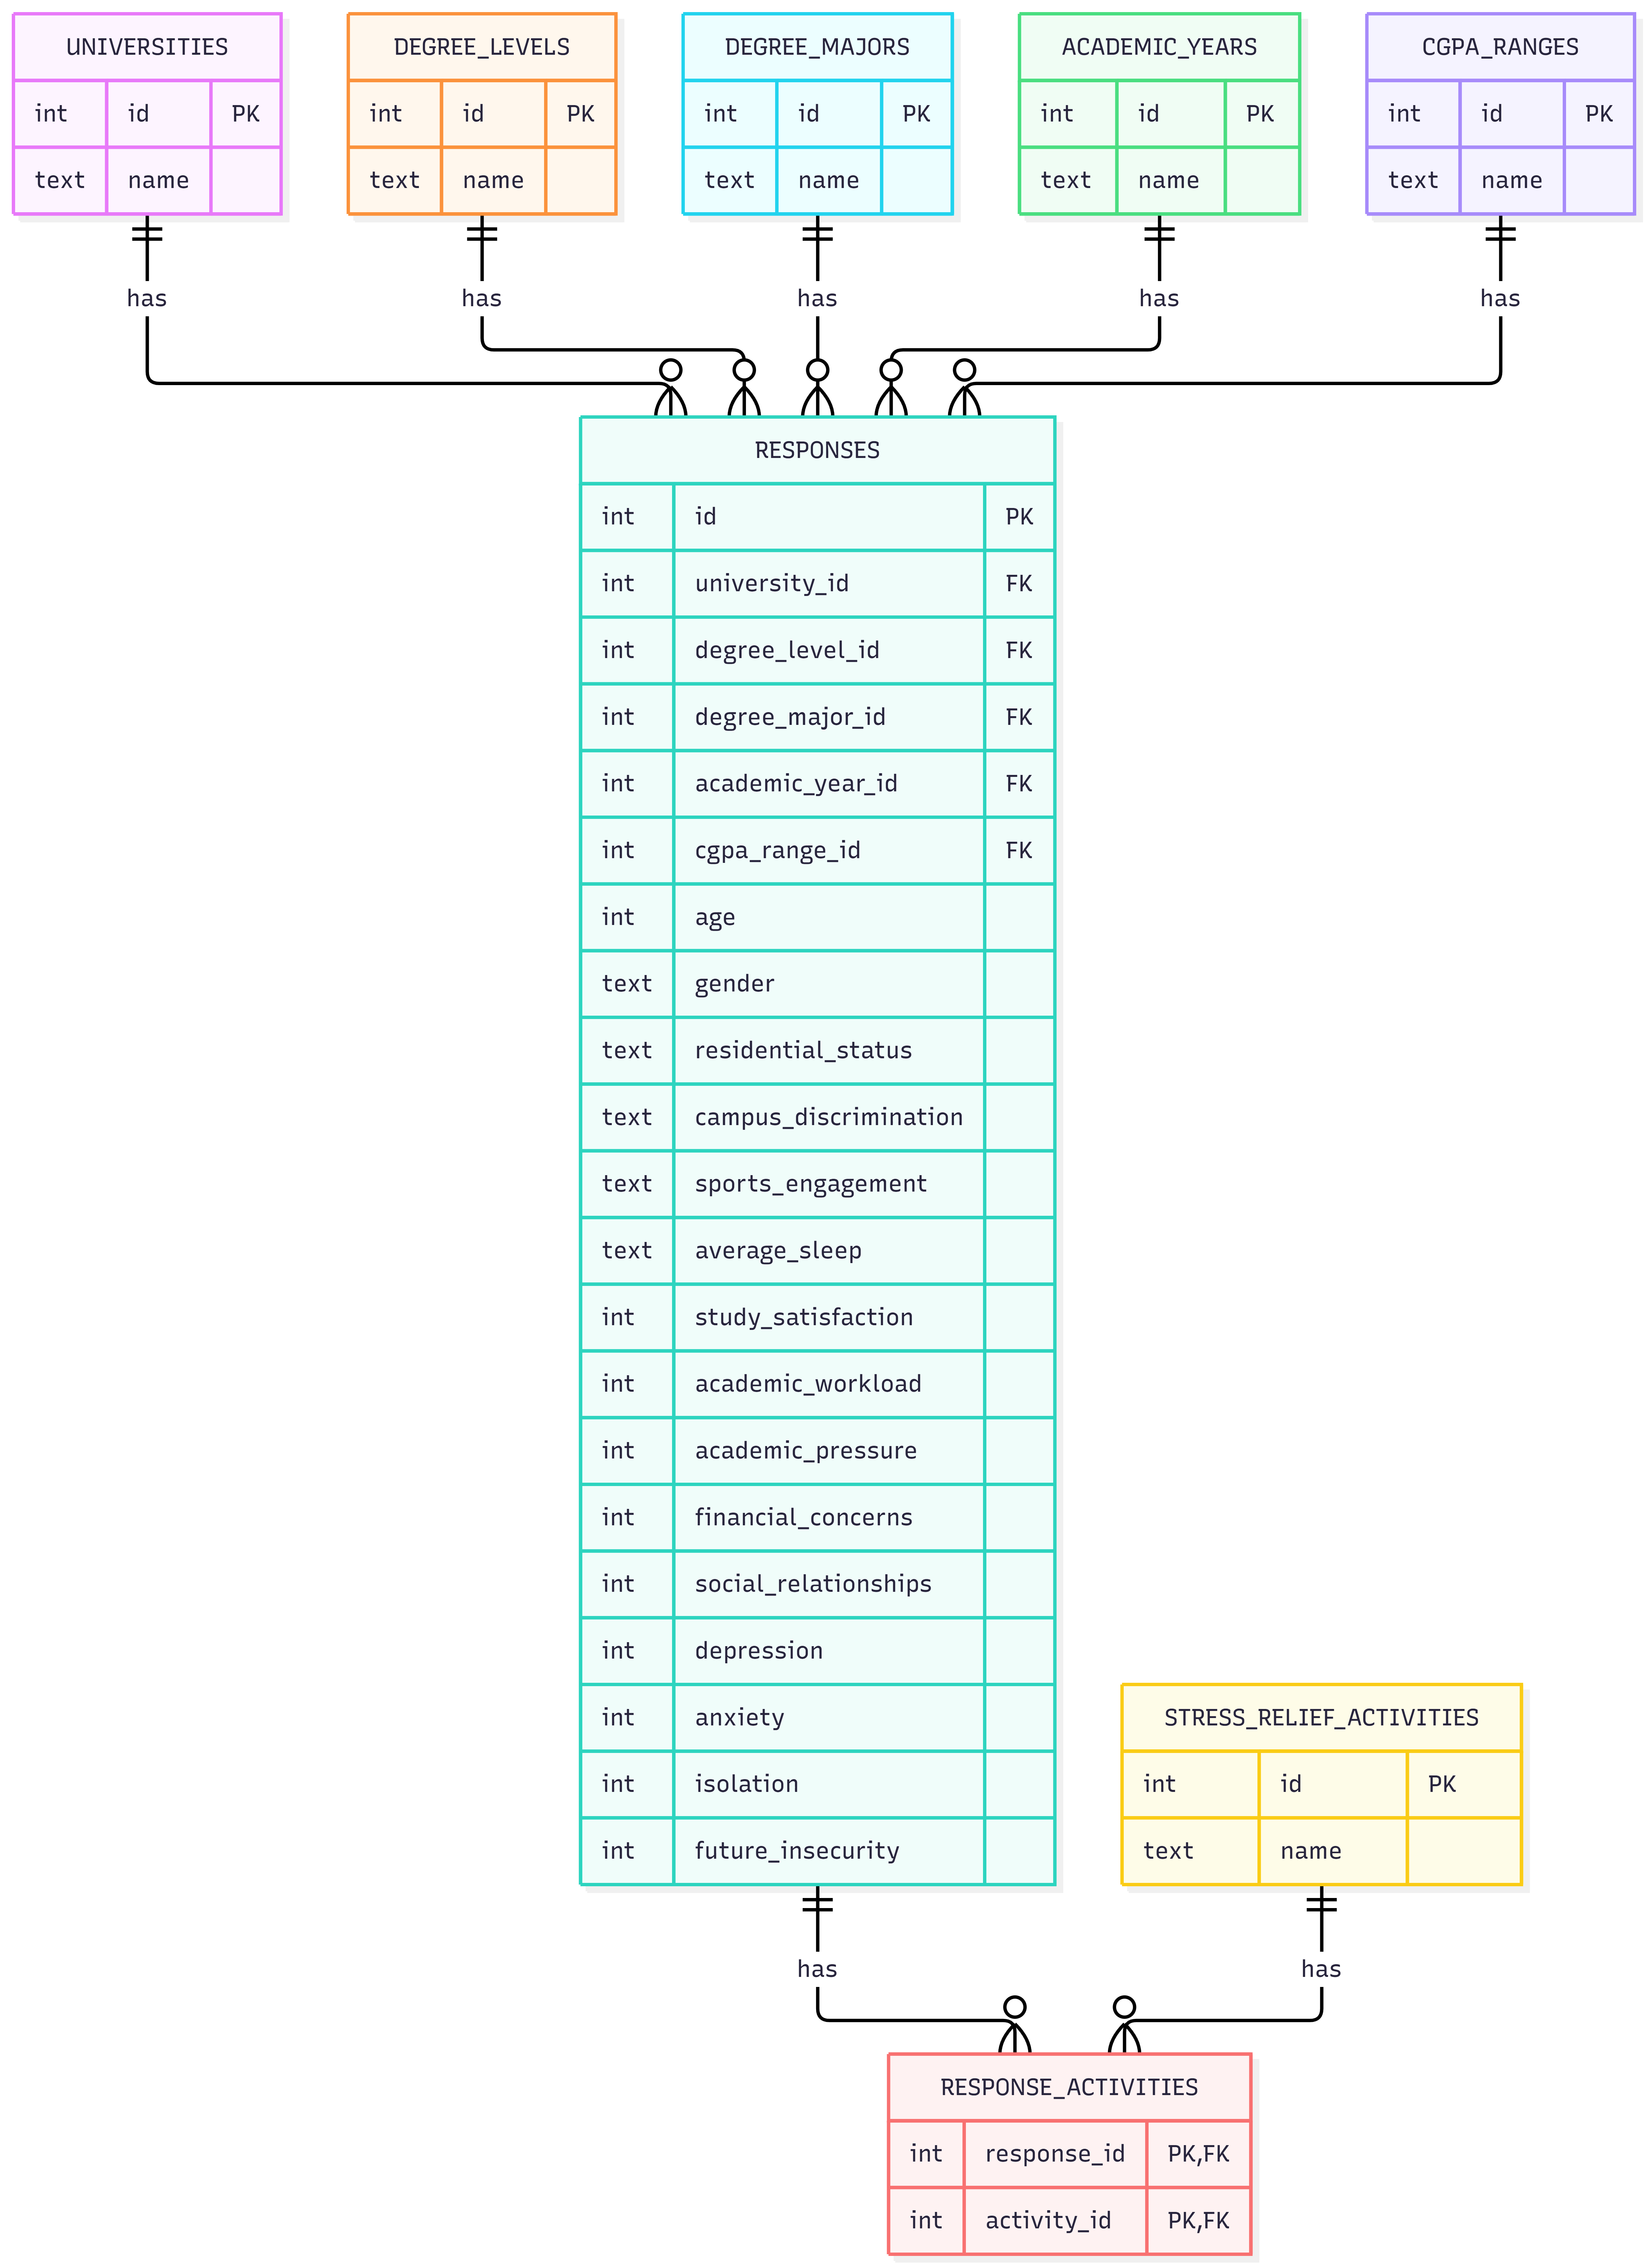 UNIVERSITIES
int id PK
text name
DEGREE_LEVELS
int id PK
text name
DEGREE_MAJORS
int id PK
text name
ACADEMIC_YEARS
int id PK
text name
CGPA_RANGES
int id PK
text name
has
has
has
has
has
RESPONSES
int id PK
int university_id FK
int degree_level_id FK
int degree_major_id FK
int academic_year_id FK
int cgpa_range_id FK
int age
text gender
text residential_status
text campus_discrimination
text sports_engagement
text average_sleep
int study_satisfaction
int academic_workload
int academic_pressure
int financial_concerns
int social_relationships
int depression
int anxiety
int isolation
int future_insecurity
STRESS_RELIEF_ACTIVITIES
int id PK
text name
has
has
RESPONSE_ACTIVITIES
int response_id PK,FK
int activity_id PK,FK